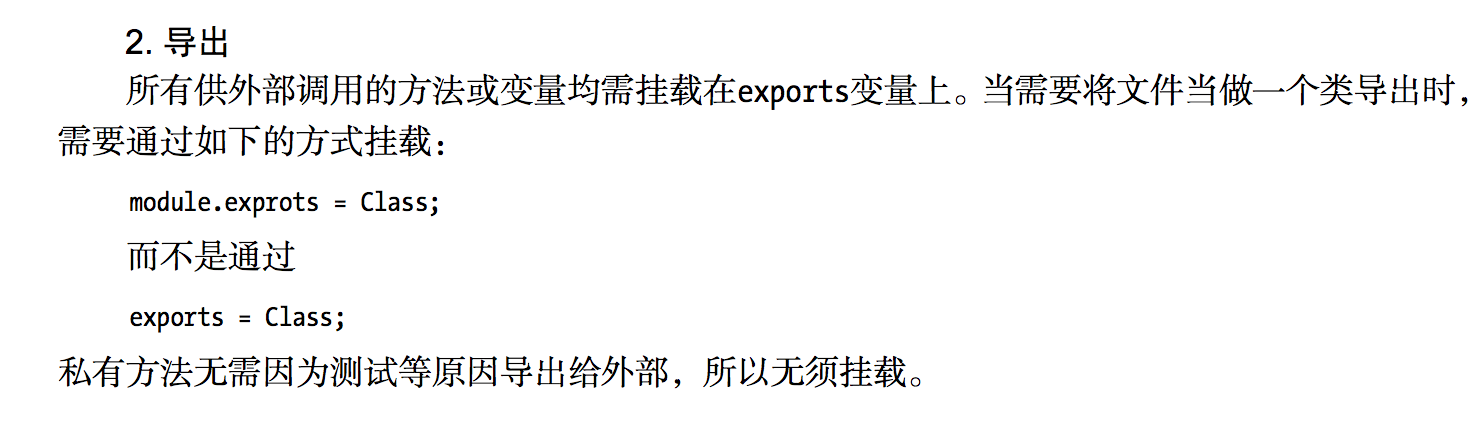 2. 导出
所有供外部调用的方法或变量均需挂载在exports变量上。当需要将文件当做一个类导出时，
需要通过如下的方式挂载：
module.exprots = Class;
而不是通过
exports = Class;
私有方法无需因为测试等原因导出给外部，所以无须挂载。